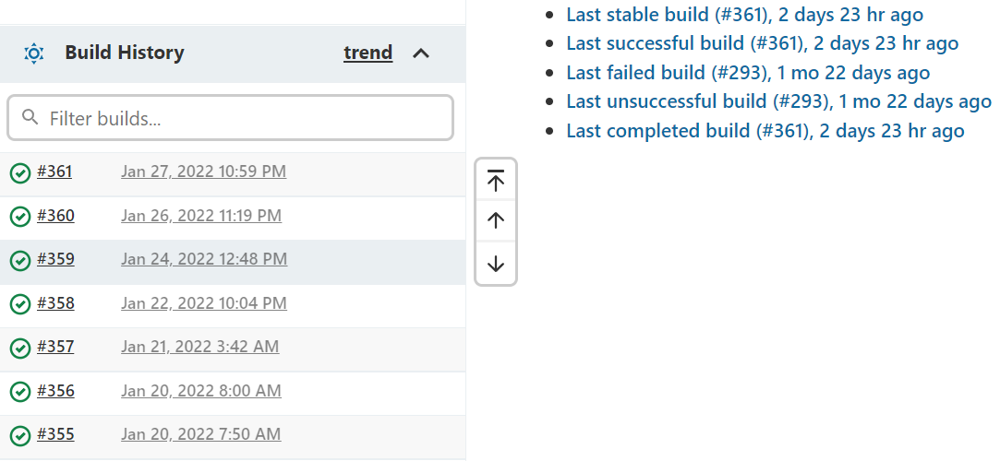 Build History trend
Filter builds...
#361 Jan 27, 2022 10:59 PM
#360 Jan 26, 2022 11:19 PM
#359 Jan 24, 2022 12:48 PM
#358 Jan 22, 2022 10:04 PM
#357 Jan 21, 2022 3:42 AM
#356 Jan 20, 2022 8:00 AM
#355 Jan 20, 2022 7:50 AM
Last stable build (#361), 2 days 23 hr ago
Last successful build (#361), 2 days 23 hr ago
Last failed build (#293), 1 mo 22 days ago
Last unsuccessful build (#293), 1 mo 22 days ago
Last completed build (#361), 2 days 23 hr ago